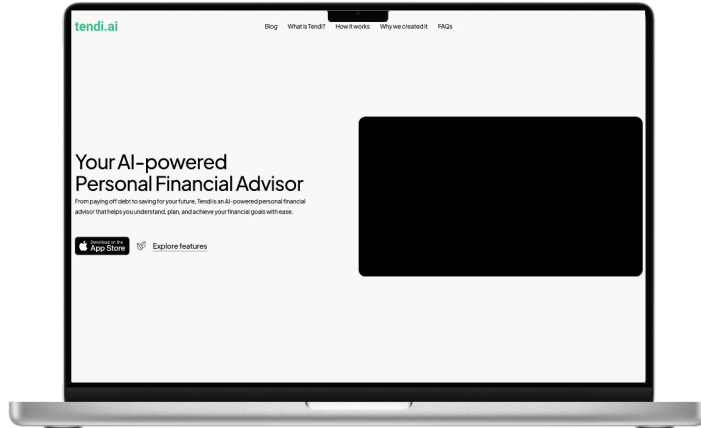 tendi.ai
Blog What is Tendi? How it works Why we created it FAQs
Your AI-powered
Personal Financial Advisor
From paying off debt to saving for your future, Tendi is an AI-powered personal financial
advisor that helps you understand, plan, and achieve your financial goals with ease.
Download on the
App Store
Explore features